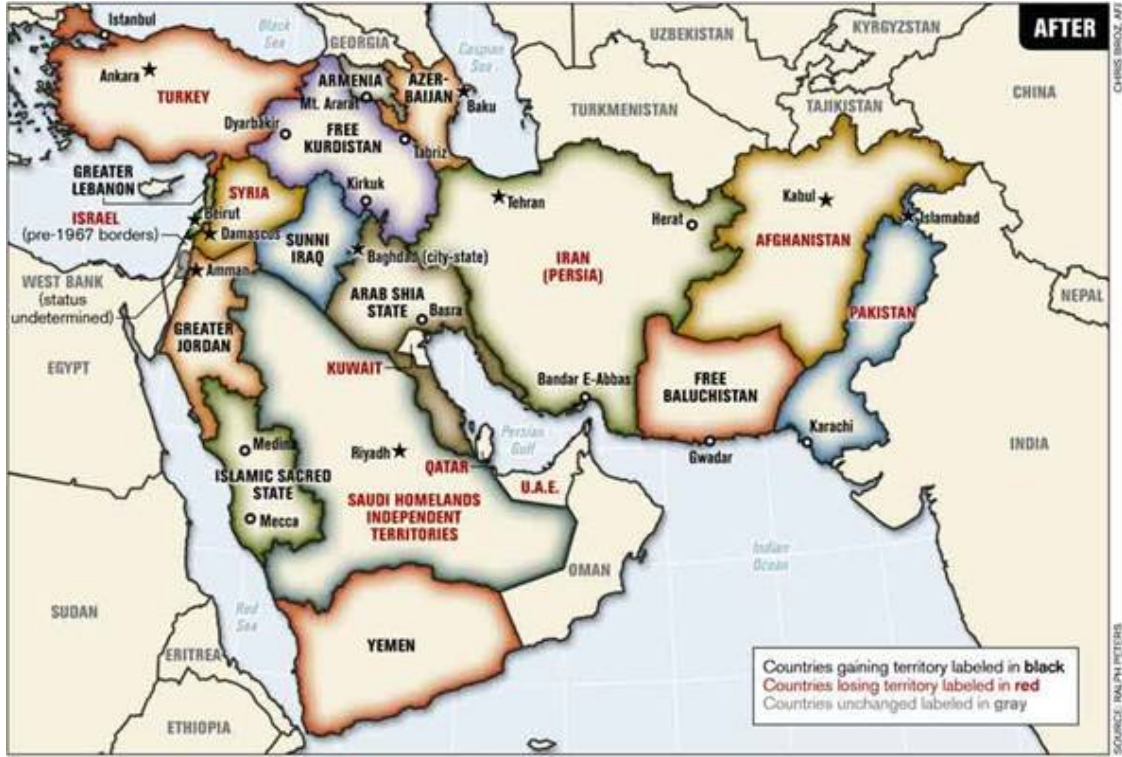 AFTER
CHRIS BROZ, AFJ
Istanbul
Black
Sea
GEORGIA
Caspian
Sea
UZBEKISTAN
KYRGYZSTAN
Ankara
TURKEY
ARMENIA
Mt. Ararat
AZER-
BAIJAN
Baku
TURKMENISTAN
TAJIKISTAN
CHINA
Dyarbakir
FREE
KURDISTAN
Tabriz
GREATER
LEBANON
SYRIA
Kirkuk
Tehran
Herat
Kabul
Islamabad
ISRAEL
(pre-1967 borders)
Beirut
Damascus
SUNNI
IRAQ
Baghdad (city-state)
IRAN
(PERSIA)
AFGHANISTAN
WEST BANK
(status
undetermined)
Amman
ARAB SHIA
STATE
Basra
PAKISTAN
NEPAL
GREATER
JORDAN
EGYPT
KUWAIT
Bandar E-Abbas
FREE
BALUCHISTAN
Karachi
INDIA
Medina
Riyadh
Persian
Gulf
Gwadar
ISLAMIC SACRED
STATE
QATAR
U.A.E.
Mecca
SAUDI HOMELANDS
INDEPENDENT
TERRITORIES
OMAN
Indian
Ocean
SUDAN
Red
Sea
YEMEN
ERITREA
ETHIOPIA
Countries gaining territory labeled in black
Countries losing territory labeled in red
Countries unchanged labeled in gray
SOURCE: RALPH PETERS